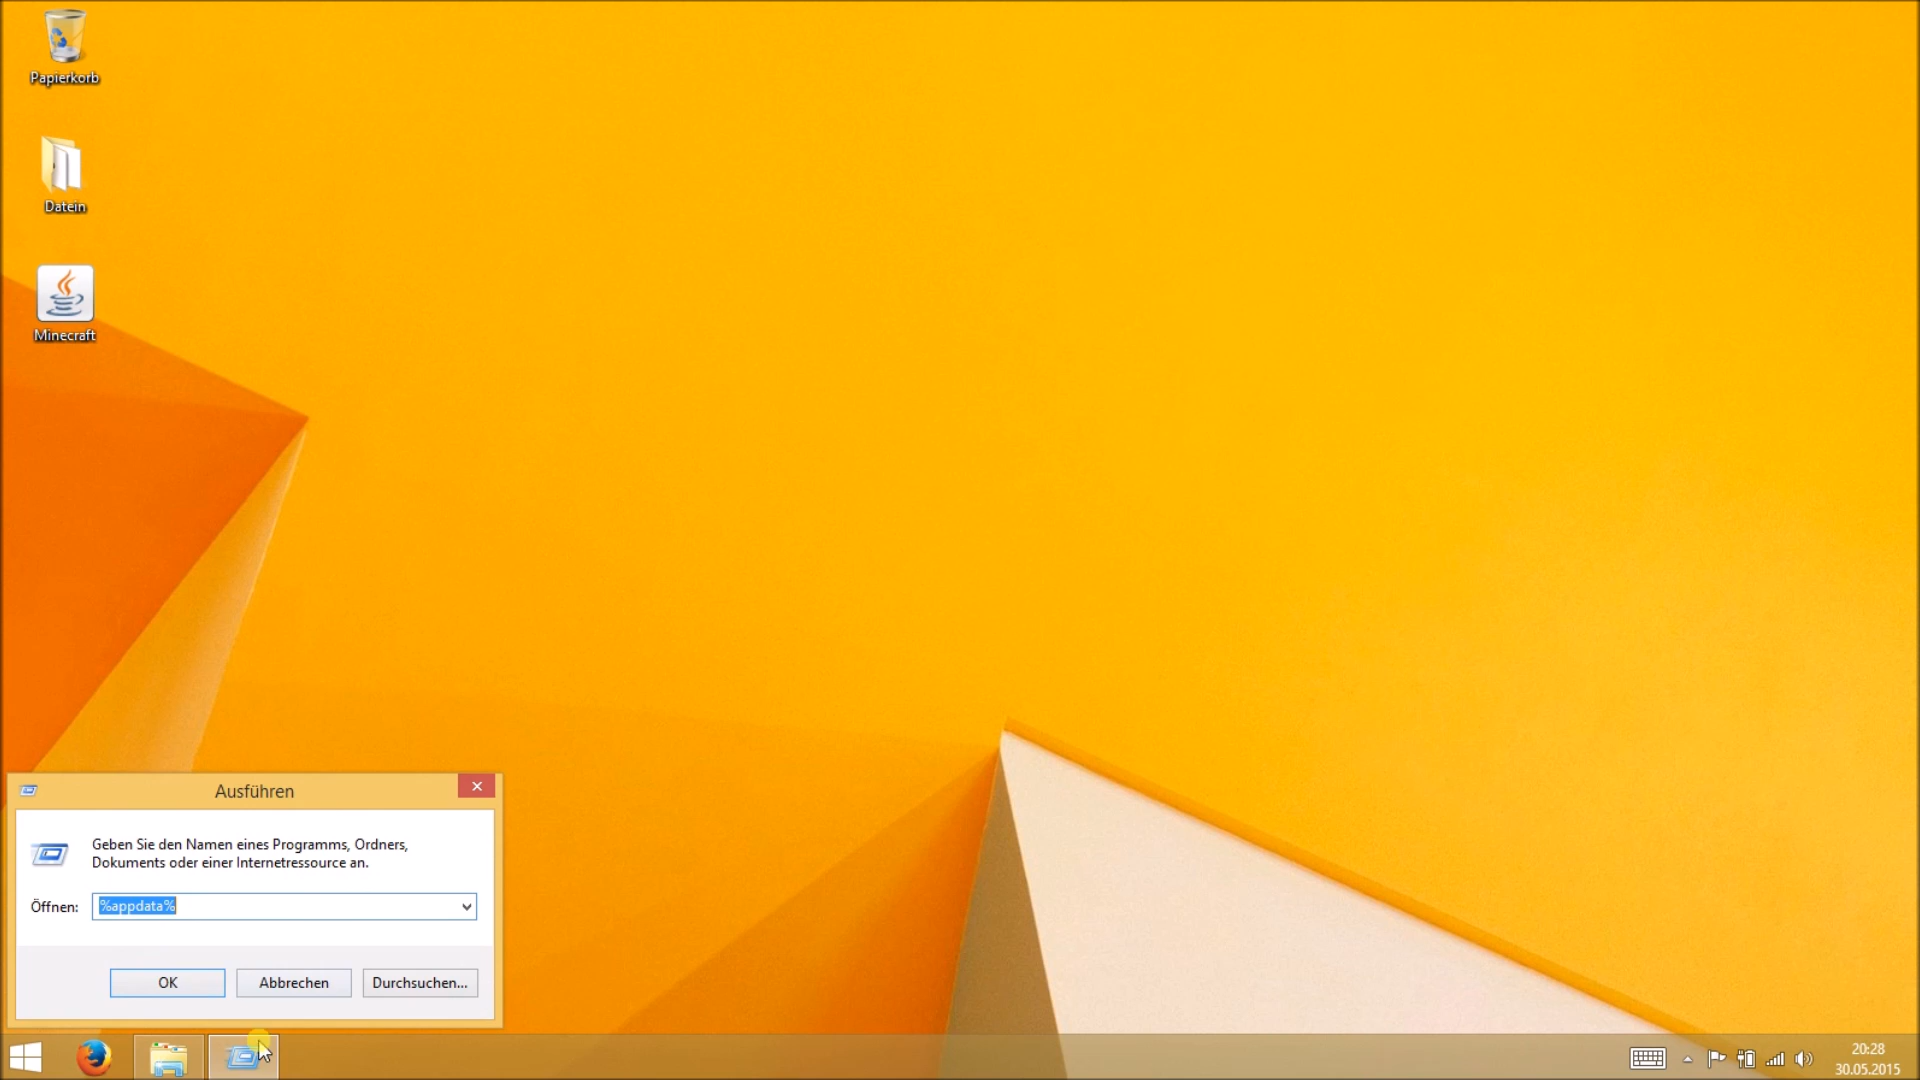 Papierkorb
Datein
Minecraft
Ausführen
Geben Sie den Namen eines Programms, Ordners,
Dokuments oder einer Internetressource an.
Öffnen: %appdata%
OK Abbrechen Durchsuchen...
20:28
30.05.2015